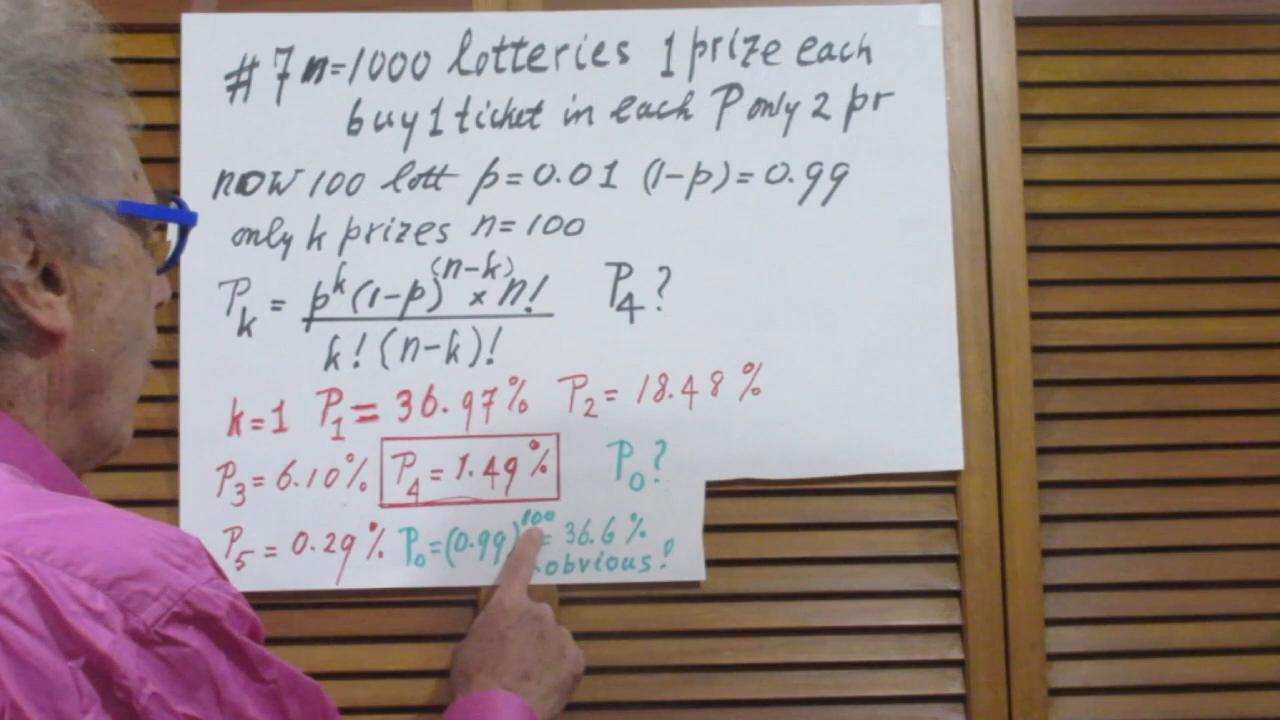 #7 n=1000 lotteries 1 prize each
buy 1 ticket in each P only 2 pr
NOW 100 lott p=0.01 (1-p)=0.99
only k prizes n=100
P_k = p^k (1-p)^(n-k) × n! / k! (n-k)! P_4?
k=1 P_1 = 36.97% P_2 = 18.48%
P_3 = 6.10% P_4 = 1.49% P_0?
P_5 = 0.29% P_0 = (0.99)^100 = 36.6%
obvious!